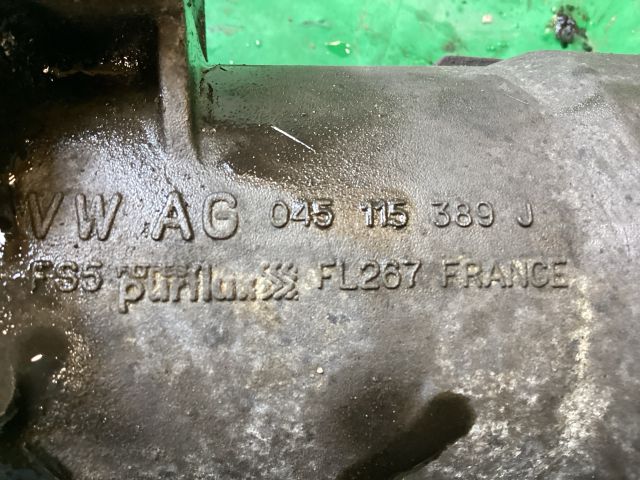 VW AG 045 115 389 J
FS5 purflux FL267 FRANCE